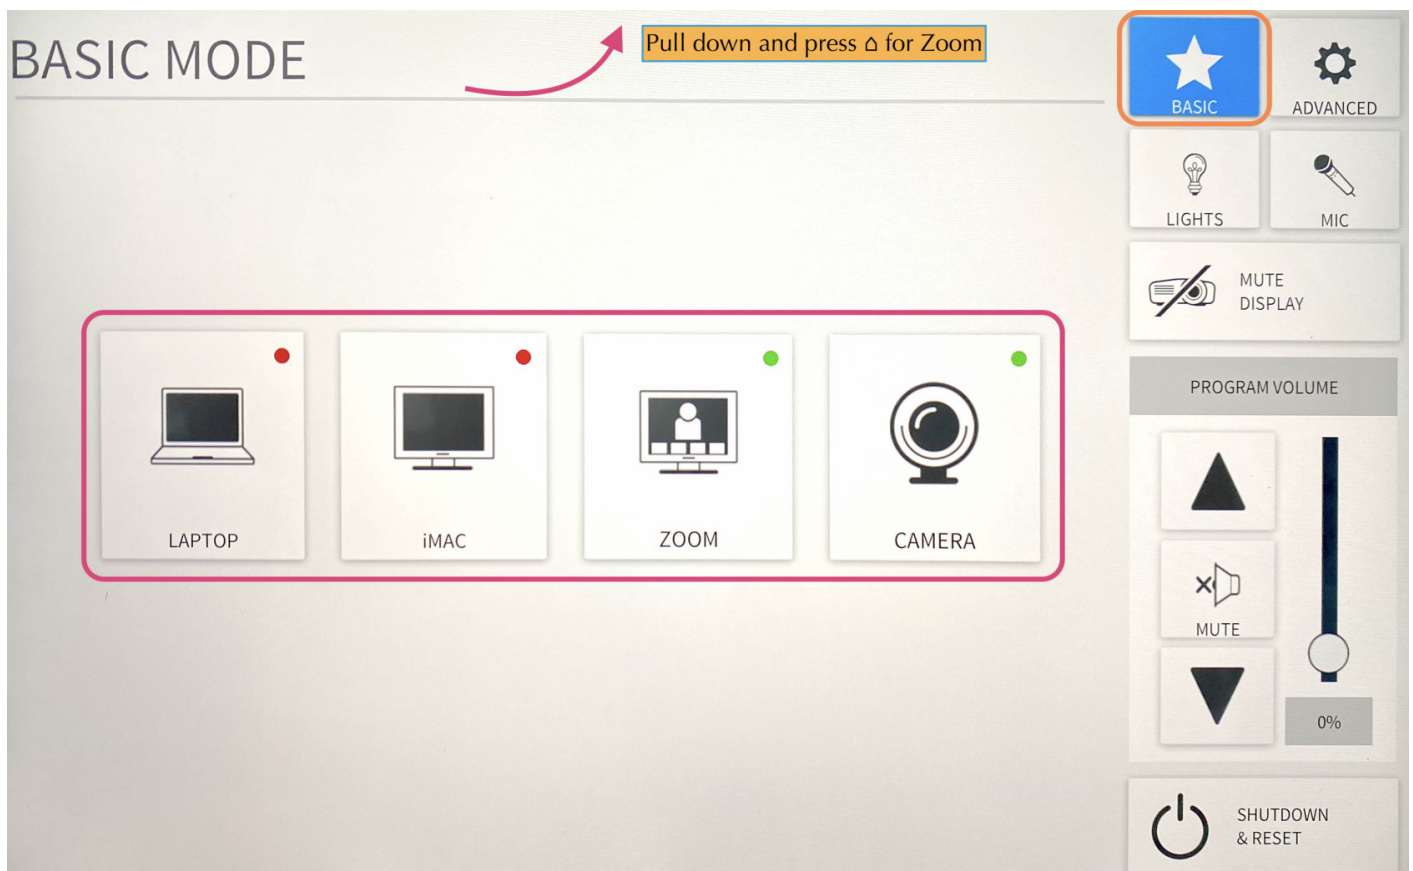 BASIC MODE
Pull down and press ⌂ for Zoom
BASIC
ADVANCED
LIGHTS
MIC
MUTE
DISPLAY
LAPTOP
iMAC
ZOOM
CAMERA
PROGRAM VOLUME
MUTE
0%
SHUTDOWN
& RESET